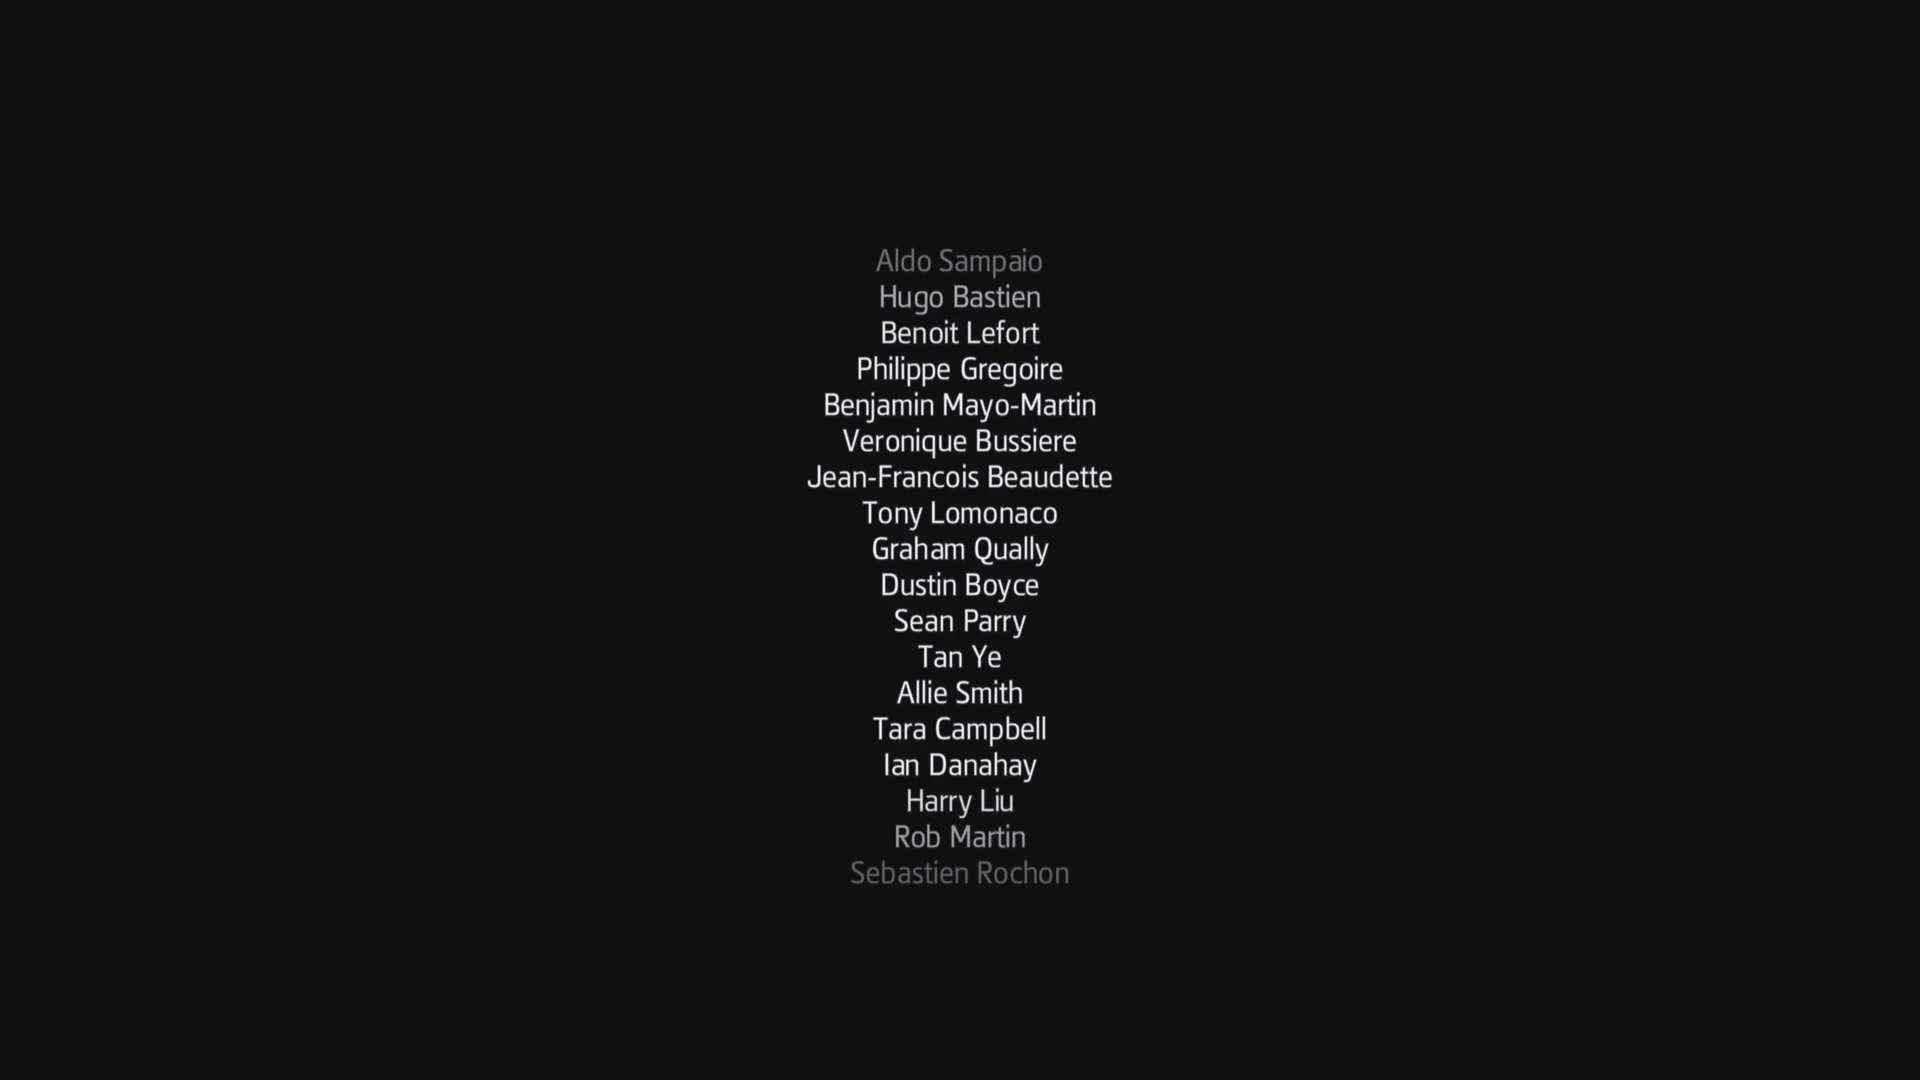 Aldo Sampaio
Hugo Bastien
Benoit Lefort
Philippe Gregoire
Benjamin Mayo-Martin
Veronique Bussiere
Jean-Francois Beaudette
Tony Lomonaco
Graham Qually
Dustin Boyce
Sean Parry
Tan Ye
Allie Smith
Tara Campbell
Ian Danahay
Harry Liu
Rob Martin
Sebastien Rochon